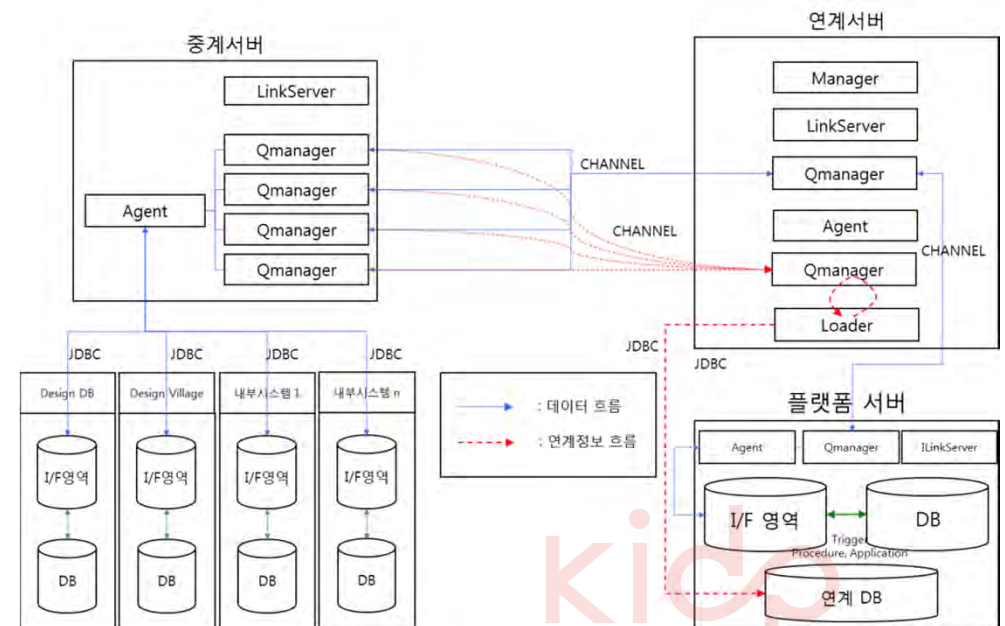 중계서버
LinkServer
Qmanager
Qmanager
Qmanager
Qmanager
Agent
CHANNEL
CHANNEL
연계서버
Manager
LinkServer
Qmanager
Agent
Qmanager
Loader
CHANNEL
JDBC
JDBC
JDBC
JDBC
JDBC
JDBC
Design DB
Design Village
내부시스템 1
내부시스템 n
I/F영역
I/F영역
I/F영역
I/F영역
DB
DB
DB
DB
: 데이터 흐름
: 연계정보 흐름
플랫폼 서버
Agent
Qmanager
ILinkServer
I/F 영역
DB
Trigger
Procedure, Application
연계 DB
kidp